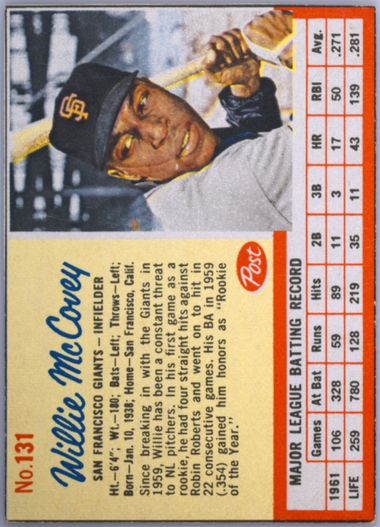 No.131
Willie McCovey
SAN FRANCISCO GIANTS—INFIELDER
Ht.—6'4"; Wt.—180; Bats—Left; Throws—Left;
Born—Jan. 10, 1938; Home—San Francisco, Calif.
Since breaking in with the Giants in
1959, Willie has been a constant threat
to NL pitchers. In his first game as a
rookie, he had four straight hits against
Robin Roberts and went on to hit in
22 consecutive games. His BA in 1959
(.354) gained him honors as "Rookie
of the Year."
SF
Post
MAJOR LEAGUE BATTING RECORD
Games At Bat Runs Hits 2B 3B HR RBI Avg.
1961 106 328 59 89 11 3 17 50 .271
LIFE 259 780 128 219 35 11 43 139 .281